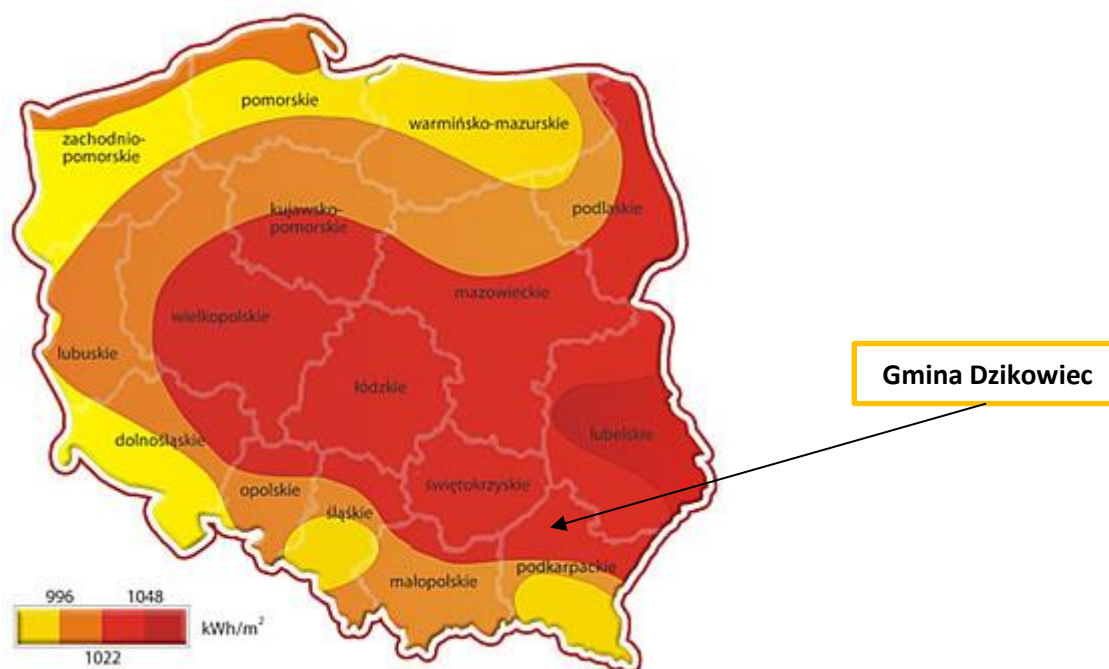 pomorskie
warmińsko-mazurskie
zachodnio-
pomorskie
podlaskie
kujawsko-
pomorskie
mazowieckie
wielkopolskie
lubuskie
łódzkie
Gmina Dzikowiec
lubelskie
dolnośląskie
opolskie
świętokrzyskie
śląskie
małopolskie
podkarpackie
996 1048
kWh/m²
1022